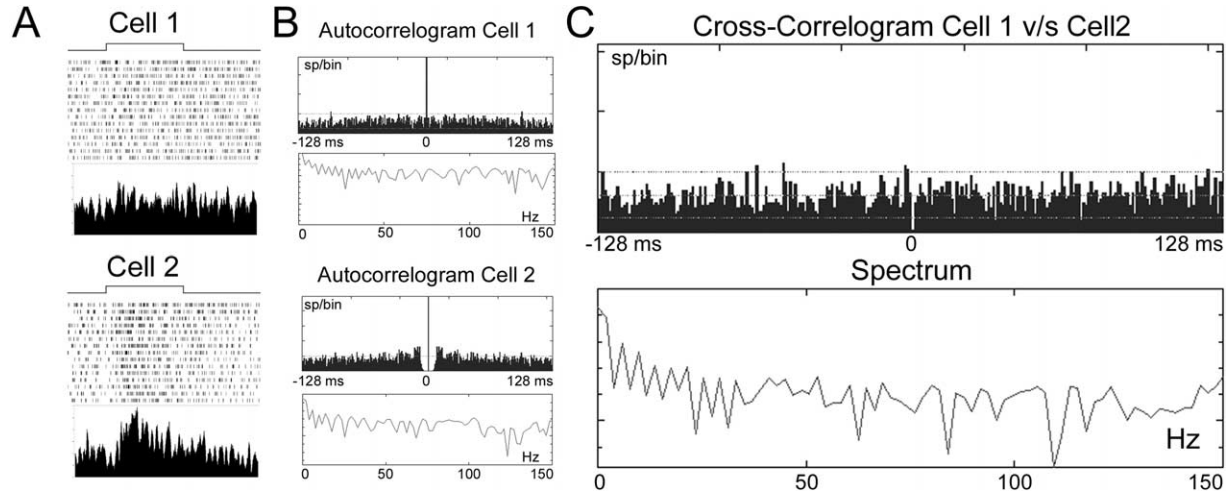 A
Cell 1
Cell 2
B
Autocorrelogram Cell 1
sp/bin
-128 ms 0 128 ms
Hz
0 50 100 150
Autocorrelogram Cell 2
sp/bin
-128 ms 0 128 ms
Hz
0 50 100 150
C
Cross-Correlogram Cell 1 v/s Cell2
sp/bin
-128 ms 0 128 ms
Spectrum
Hz
0 50 100 150